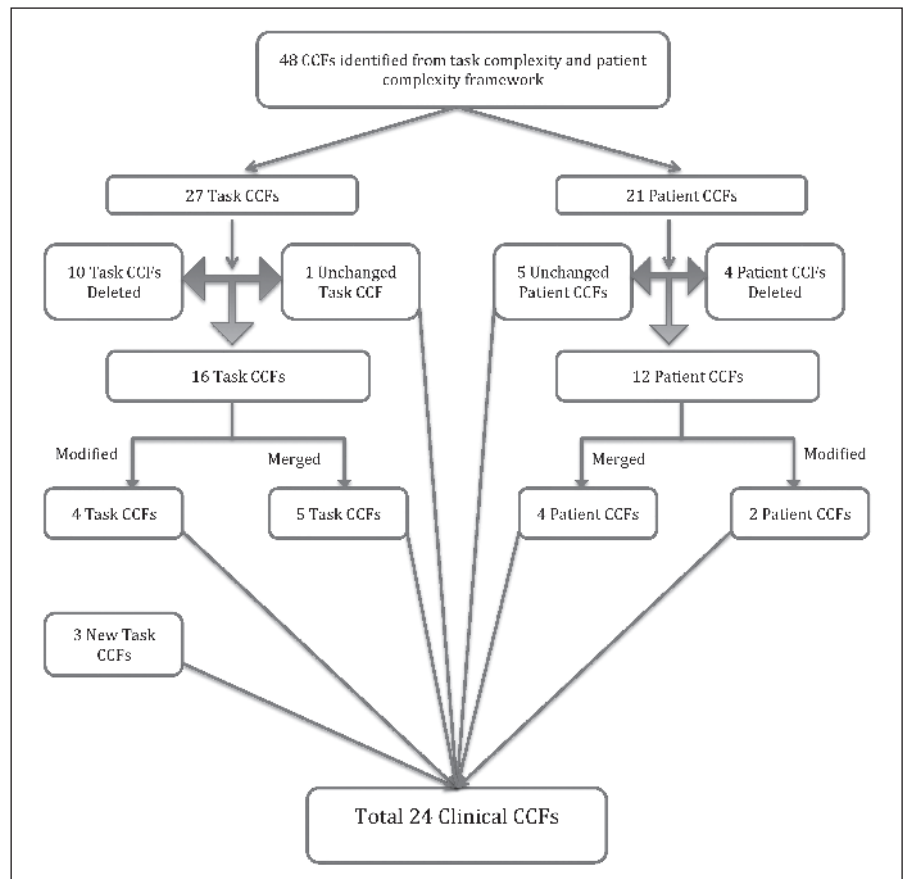 48 CCFs identified from task complexity and patient
complexity framework
27 Task CCFs
21 Patient CCFs
10 Task CCFs
Deleted
1 Unchanged
Task CCF
5 Unchanged
Patient CCFs
4 Patient CCFs
Deleted
16 Task CCFs
12 Patient CCFs
Modified
Merged
Merged
Modified
4 Task CCFs
5 Task CCFs
4 Patient CCFs
2 Patient CCFs
3 New Task
CCFs
Total 24 Clinical CCFs